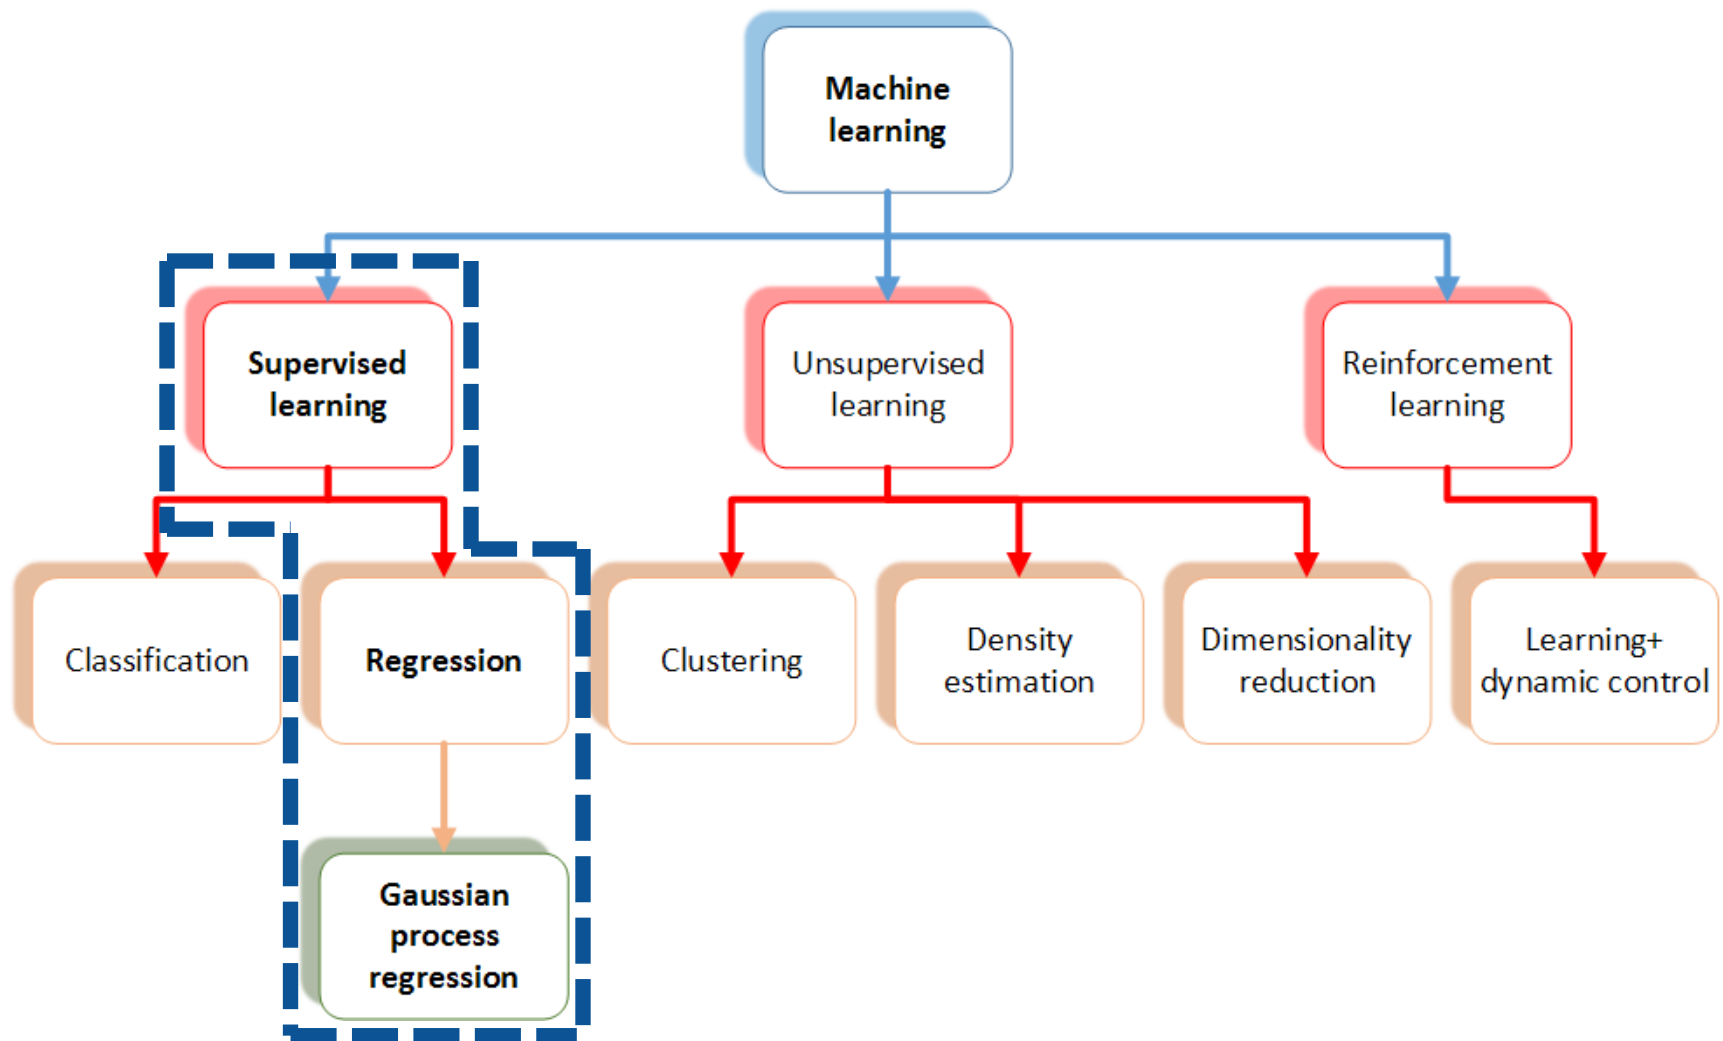 Machine
learning
Supervised
learning
Unsupervised
learning
Reinforcement
learning
Classification
Regression
Clustering
Density
estimation
Dimensionality
reduction
Learning+
dynamic control
Gaussian
process
regression